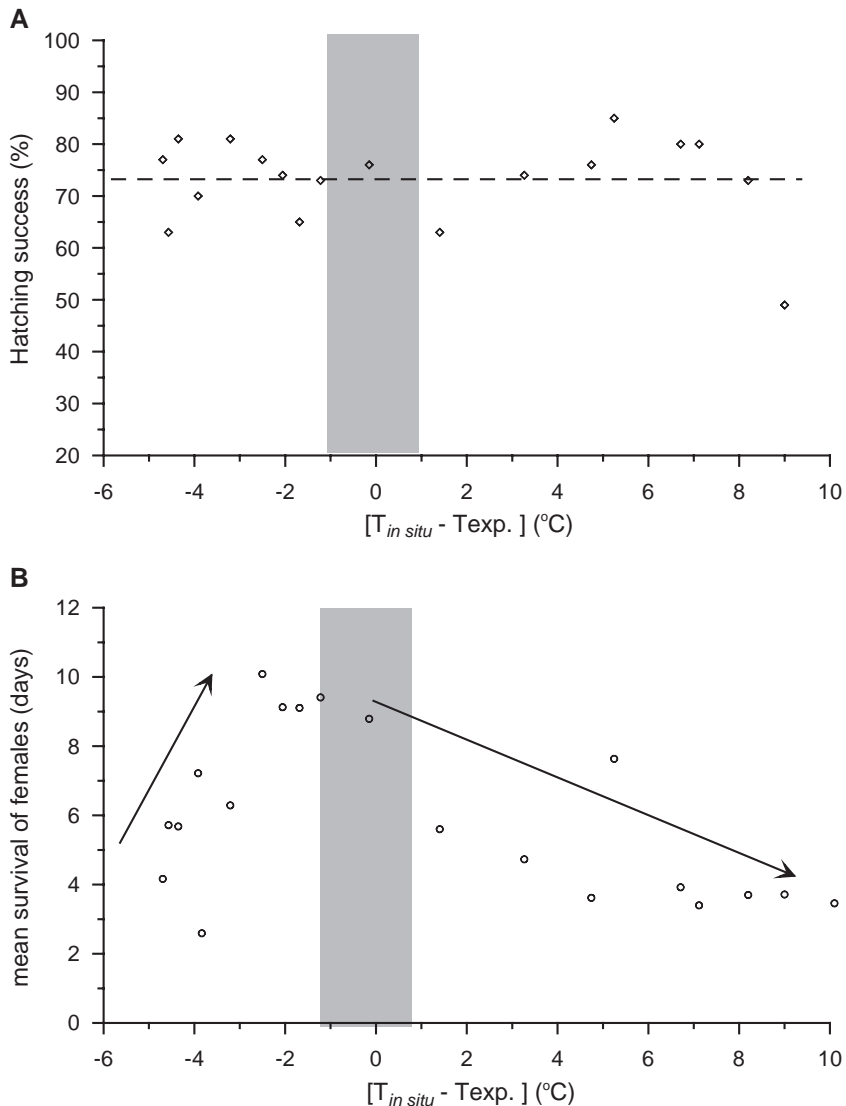 A
100
90
80
70
60
50
40
30
20
Hatching success (%)
-6 -4 -2 0 2 4 6 8 10
[T in situ - Texp. ] (oC)
B
12
10
8
6
4
2
0
mean survival of females (days)
-6 -4 -2 0 2 4 6 8 10
[T in situ - Texp. ] (oC)